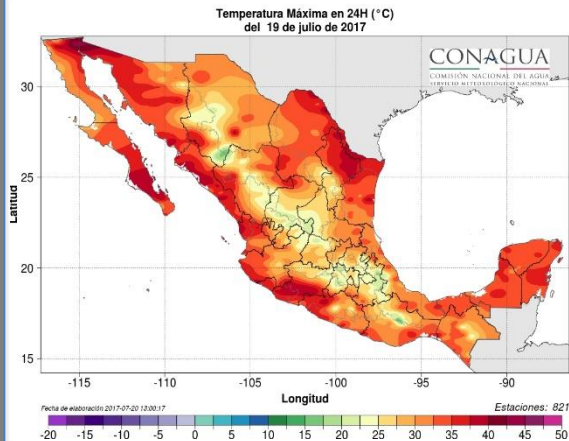 Temperatura Máxima en 24H (°C)
del 19 de julio de 2017
CONAGUA
COMISIÓN NACIONAL DEL AGUA
SERVICIO METEOROLÓGICO NACIONAL
30
25
20
15
Latitud
-115 -110 -105 -100 -95 -90
Longitud
Fecha de elaboración 2017-07-20 13:00:17
Estaciones: 821
-20 -15 -10 -5 0 5 10 15 20 25 30 35 40 45 50